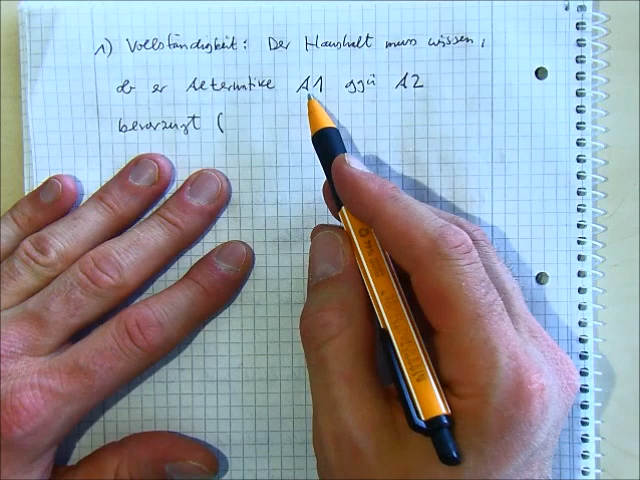 1) Vollständigkeit: Der Haushalt muss wissen,
ob er Alternative A1 ggü A2
bevorzugt (